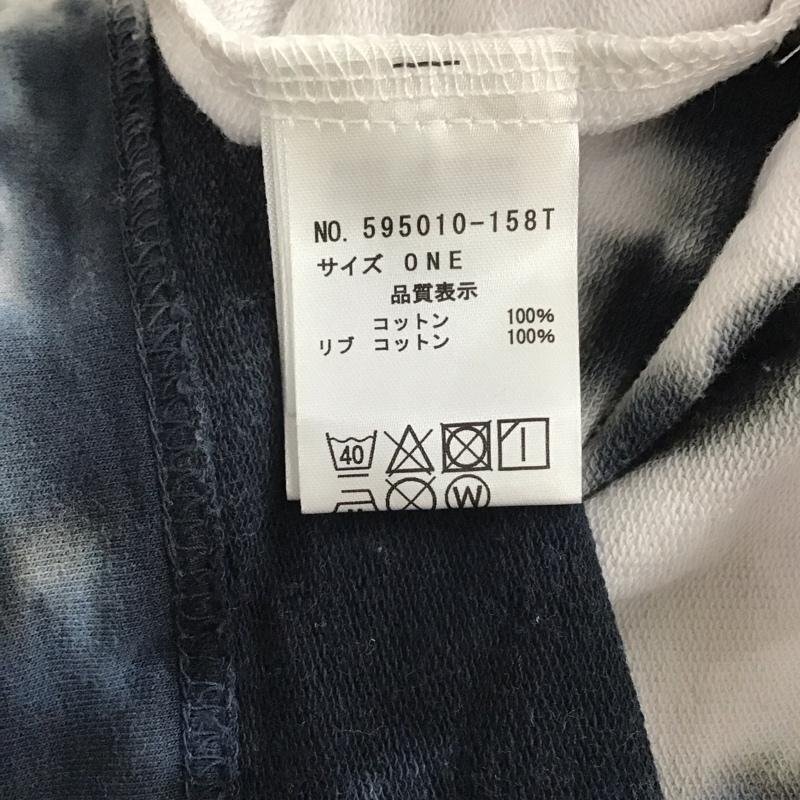 NO. 595010-158T
サイズ ONE
品質表示
コットン 100%
リブ コットン 100%
40
W